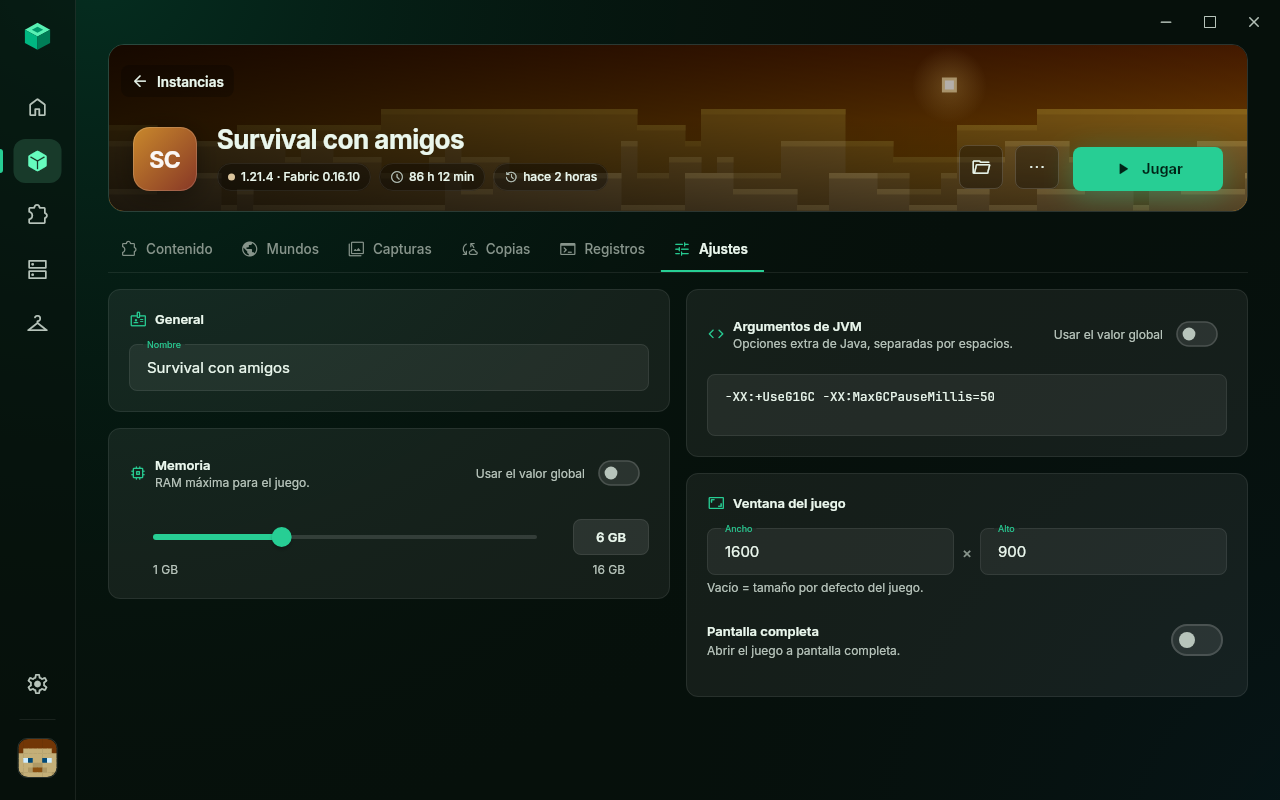 Instancias
SC
Survival con amigos
1.21.4 · Fabric 0.16.10
86 h 12 min
hace 2 horas
Jugar
Contenido
Mundos
Capturas
Copias
Registros
Ajustes
General
Nombre
Survival con amigos
Memoria
RAM máxima para el juego.
Usar el valor global
6 GB
1 GB
16 GB
Argumentos de JVM
Opciones extra de Java, separadas por espacios.
Usar el valor global
-XX:+UseG1GC -XX:MaxGCPauseMillis=50
Ventana del juego
Ancho
1600
×
Alto
900
Vacío = tamaño por defecto del juego.
Pantalla completa
Abrir el juego a pantalla completa.